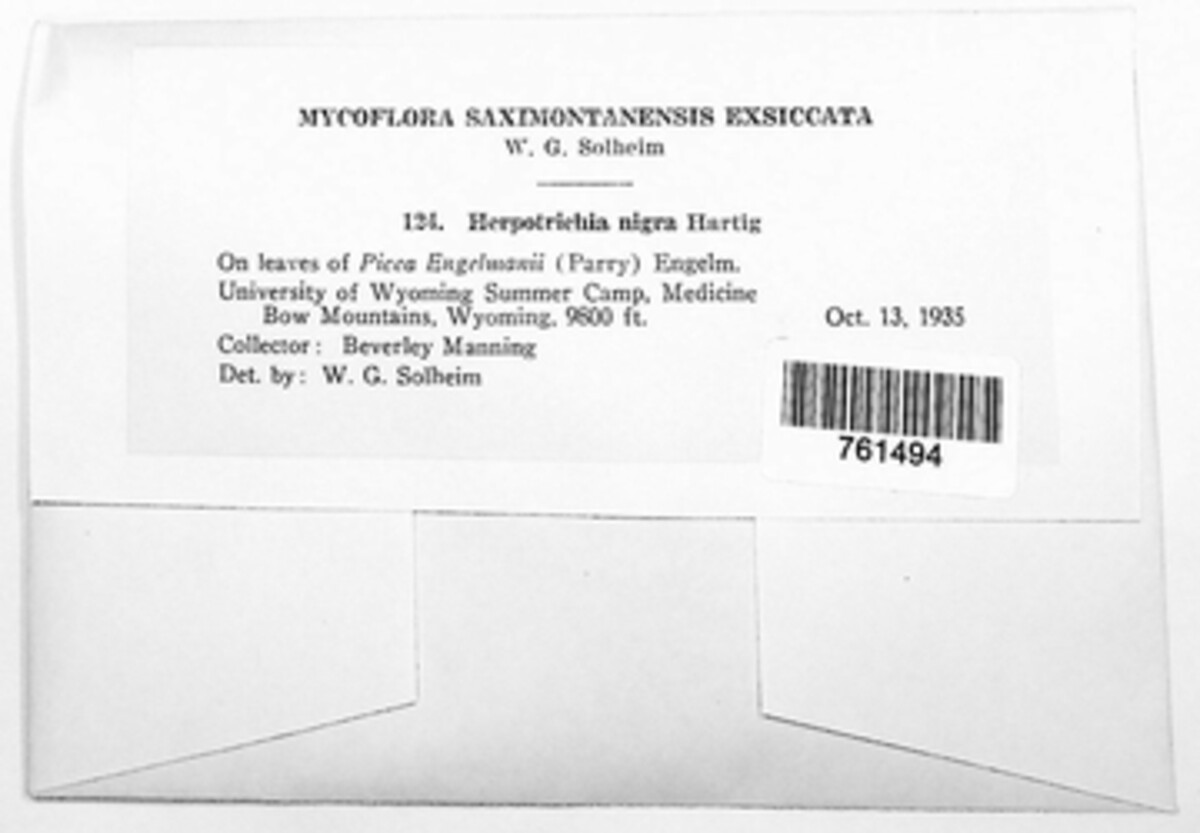 MYCOFLORA SAXIMONTANENSIS EXSICCATA
W. G. Solheim
124. Herpotrichia nigra Hartig
On leaves of Picea Engelmanii (Parry) Engelm.
University of Wyoming Summer Camp, Medicine
Bow Mountains, Wyoming, 9800 ft.
Oct. 13, 1935
Collector: Beverley Manning
Det. by: W. G. Solheim
761494